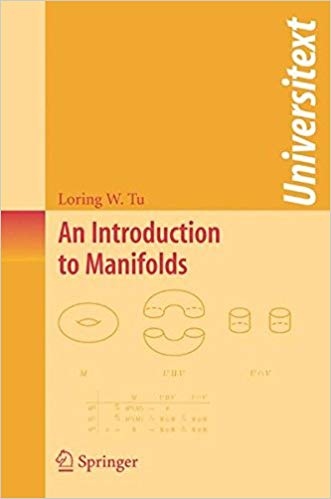 Universitext
Loring W. Tu
An Introduction
to Manifolds
M
U ⨿ V
U ∩ V
M U ⨿ V U ∩ V
Springer